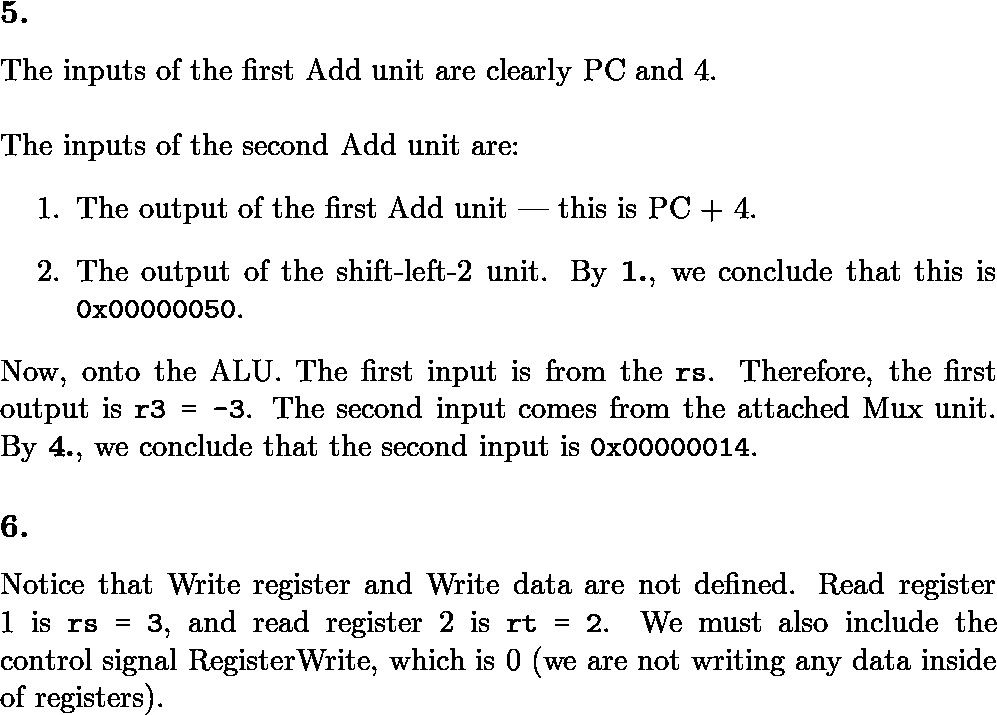 5.
The inputs of the first Add unit are clearly PC and 4.
The inputs of the second Add unit are:
1. The output of the first Add unit — this is PC + 4.
2. The output of the shift-left-2 unit. By 1., we conclude that this is
0x00000050.
Now, onto the ALU. The first input is from the rs. Therefore, the first
output is r3 = -3. The second input comes from the attached Mux unit.
By 4., we conclude that the second input is 0x00000014.
6.
Notice that Write register and Write data are not defined. Read register
1 is rs = 3, and read register 2 is rt = 2. We must also include the
control signal RegisterWrite, which is 0 (we are not writing any data inside
of registers).